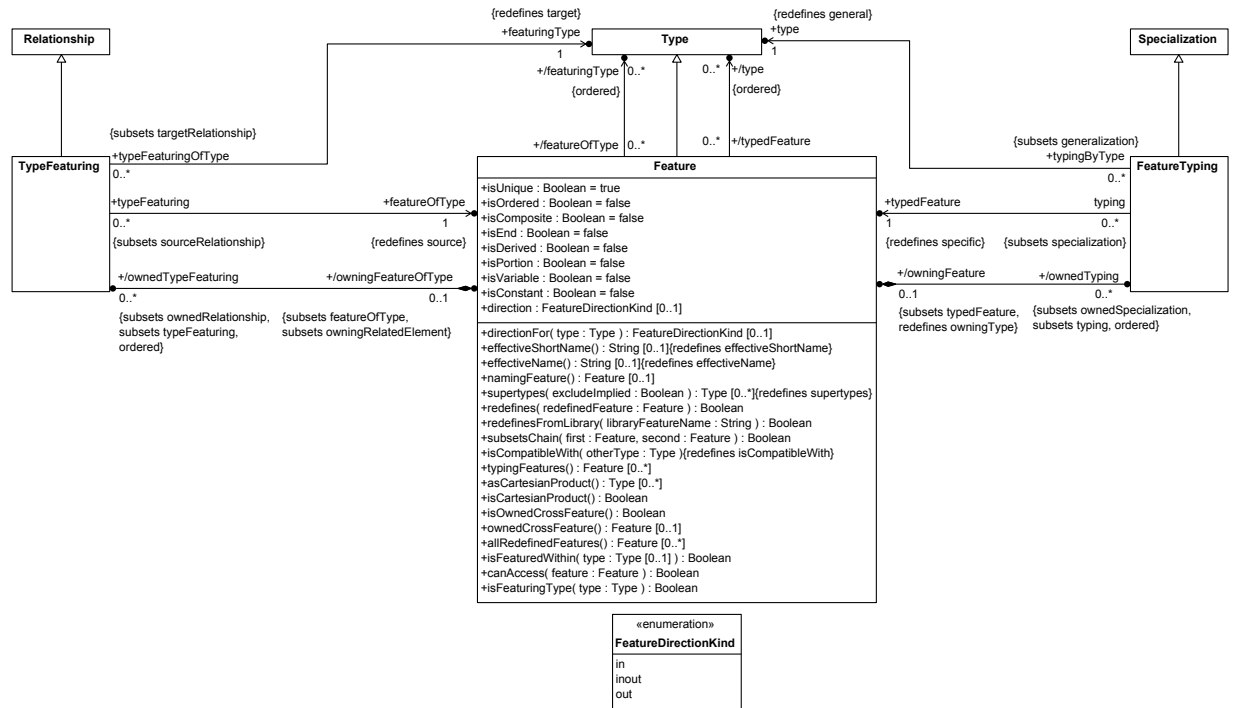 {redefines target}
{redefines general}
Relationship
+featuringType
1
Type
+type
1
Specialization
+/featuringType 0..*
{ordered}
0..* +/type
{ordered}
{subsets targetRelationship}
+typeFeaturingOfType
0..*
+/featureOfType 0..*
0..* +/typedFeature
{subsets generalization}
+typingByType
0..*
TypeFeaturing
Feature
FeatureTyping
+isUnique : Boolean = true
+isOrdered : Boolean = false
+isComposite : Boolean = false
+isEnd : Boolean = false
+isDerived : Boolean = false
+isPortion : Boolean = false
+isVariable : Boolean = false
+isConstant : Boolean = false
+direction : FeatureDirectionKind [0..1]
+typeFeaturing
0..*
{subsets sourceRelationship}
+featureOfType
1
{redefines source}
+typedFeature
1
{redefines specific}
typing
0..*
{subsets specialization}
+/ownedTypeFeaturing
0..*
{subsets ownedRelationship,
subsets typeFeaturing,
ordered}
+/owningFeatureOfType
0..1
{subsets featureOfType,
subsets owningRelatedElement}
+/owningFeature
0..1
{subsets typedFeature,
redefines owningType}
+/ownedTyping
0..*
{subsets ownedSpecialization,
subsets typing, ordered}
+directionFor( type : Type ) : FeatureDirectionKind [0..1]
+effectiveShortName() : String [0..1]{redefines effectiveShortName}
+effectiveName() : String [0..1]{redefines effectiveName}
+namingFeature() : Feature [0..1]
+supertypes( excludeImplied : Boolean ) : Type [0..*]{redefines supertypes}
+redefines( redefinedFeature : Feature ) : Boolean
+redefinesFromLibrary( libraryFeatureName : String ) : Boolean
+subsetsChain( first : Feature, second : Feature ) : Boolean
+isCompatibleWith( otherType : Type ){redefines isCompatibleWith}
+typingFeatures() : Feature [0..*]
+asCartesianProduct() : Type [0..*]
+isCartesianProduct() : Boolean
+isOwnedCrossFeature() : Boolean
+ownedCrossFeature() : Feature [0..1]
+allRedefinedFeatures() : Feature [0..*]
+isFeaturedWithin( type : Type [0..1] ) : Boolean
+canAccess( feature : Feature ) : Boolean
+isFeaturingType( type : Type ) : Boolean
«enumeration»
FeatureDirectionKind
in
inout
out